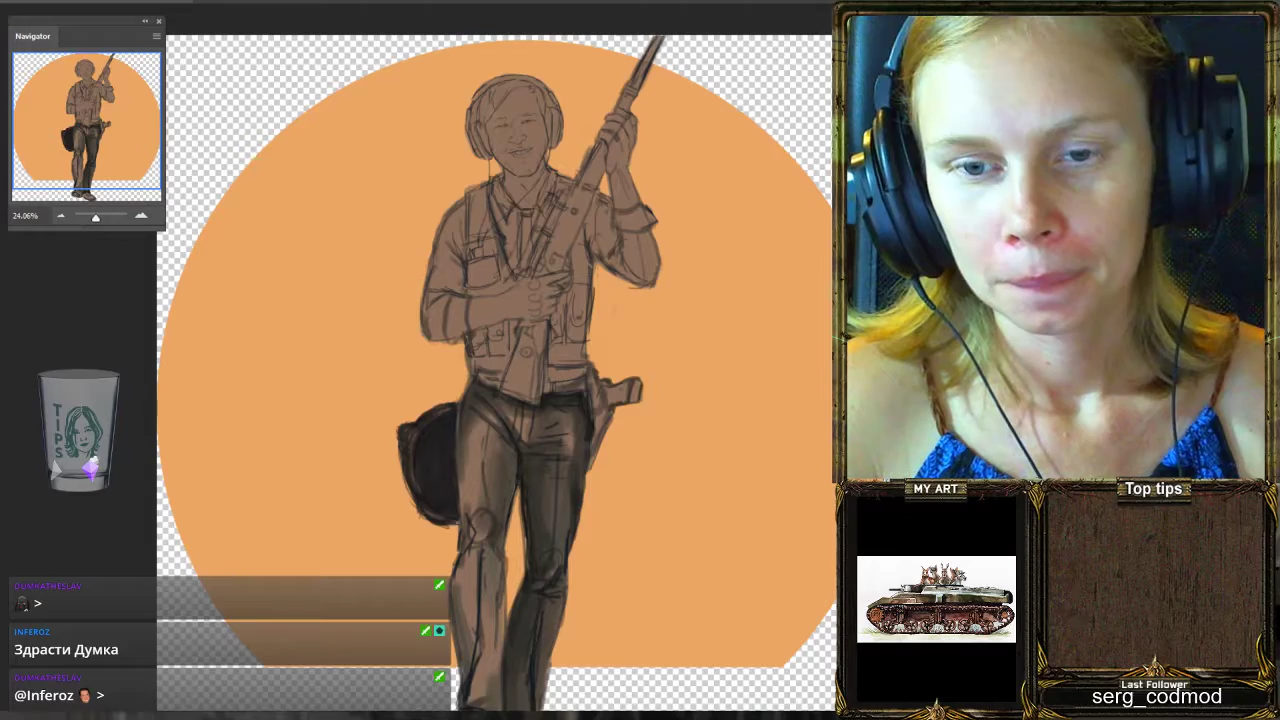 Navigator
24.06%
TIPS
DUMKATHESLAV
>
INFEROZ
Здрасти Думка
DUMKATHESLAV
@Inferoz >
MY ART
Top tips
Last Follower
serg_codmod